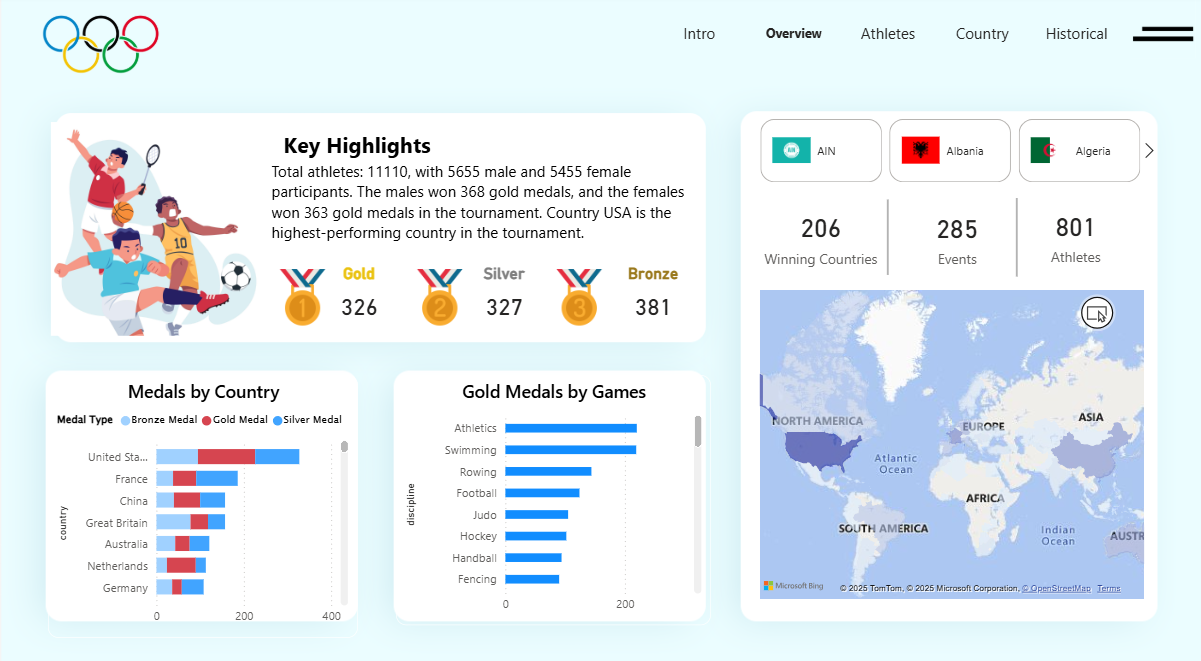 Intro
Overview
Athletes
Country
Historical
Key Highlights
Total athletes: 11110, with 5655 male and 5455 female
participants. The males won 368 gold medals, and the females
won 363 gold medals in the tournament. Country USA is the
highest-performing country in the tournament.
10
1
Gold
326
2
Silver
327
3
Bronze
381
AIN
AIN
Albania
Algeria
206
Winning Countries
285
Events
801
Athletes
NORTH AMERICA
EUROPE
ASIA
Atlantic
Ocean
AFRICA
SOUTH AMERICA
Indian
Ocean
AUSTR
Microsoft Bing
© 2025 TomTom, © 2025 Microsoft Corporation, © OpenStreetMap Terms
Medals by Country
Medal Type Bronze Medal Gold Medal Silver Medal
country
United Sta...
France
China
Great Britain
Australia
Netherlands
Germany
0 200 400
Gold Medals by Games
discipline
Athletics
Swimming
Rowing
Football
Judo
Hockey
Handball
Fencing
0 200